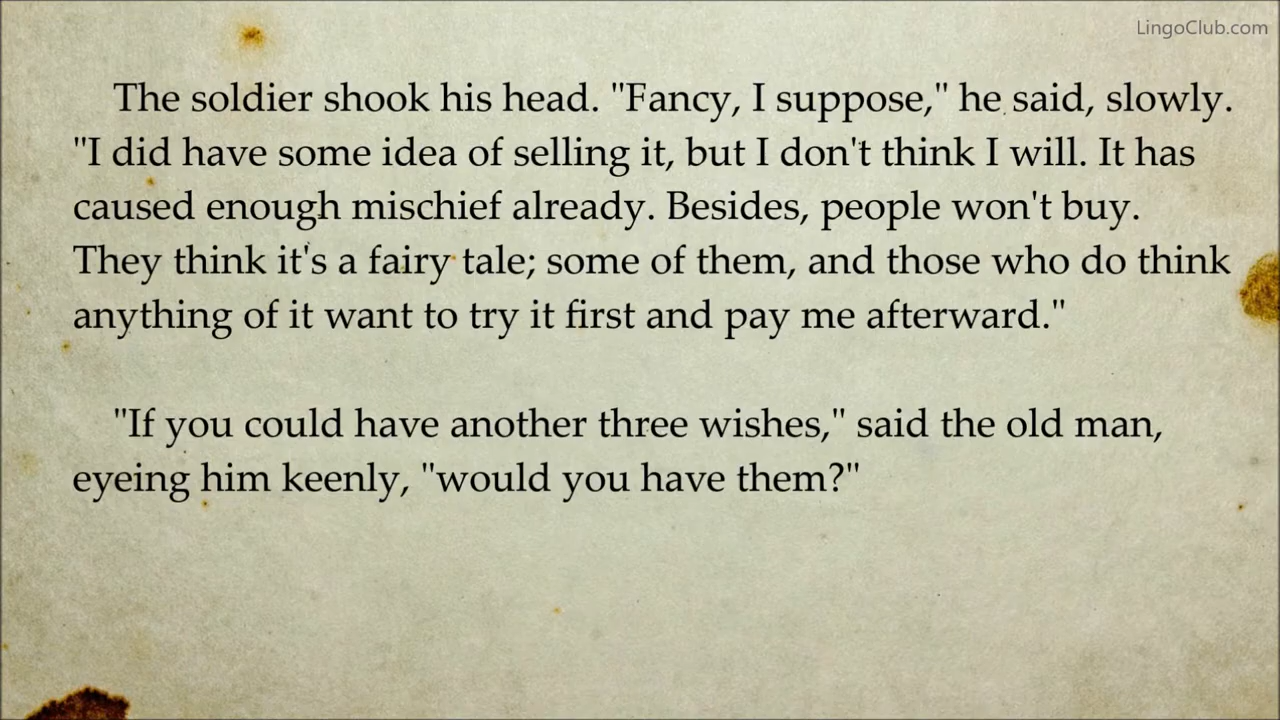 LingoClub.com
The soldier shook his head. "Fancy, I suppose," he said, slowly.
"I did have some idea of selling it, but I don't think I will. It has
caused enough mischief already. Besides, people won't buy.
They think it's a fairy tale; some of them, and those who do think
anything of it want to try it first and pay me afterward."
"If you could have another three wishes," said the old man,
eyeing him keenly, "would you have them?"